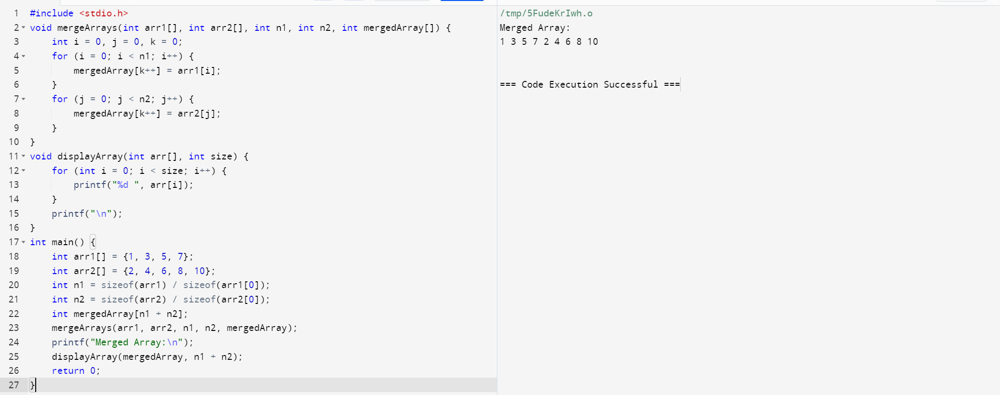 1 #include <stdio.h>
2 void mergeArrays(int arr1[], int arr2[], int n1, int n2, int mergedArray[]) {
3     int i = 0, j = 0, k = 0;
4     for (i = 0; i < n1; i++) {
5         mergedArray[k++] = arr1[i];
6     }
7     for (j = 0; j < n2; j++) {
8         mergedArray[k++] = arr2[j];
9     }
10 }
11 void displayArray(int arr[], int size) {
12     for (int i = 0; i < size; i++) {
13         printf("%d ", arr[i]);
14     }
15     printf("\n");
16 }
17 int main() {
18     int arr1[] = {1, 3, 5, 7};
19     int arr2[] = {2, 4, 6, 8, 10};
20     int n1 = sizeof(arr1) / sizeof(arr1[0]);
21     int n2 = sizeof(arr2) / sizeof(arr2[0]);
22     int mergedArray[n1 + n2];
23     mergeArrays(arr1, arr2, n1, n2, mergedArray);
24     printf("Merged Array:\n");
25     displayArray(mergedArray, n1 + n2);
26     return 0;
27 }
/tmp/5FudeKrIwh.o
Merged Array:
1 3 5 7 2 4 6 8 10
=== Code Execution Successful ===